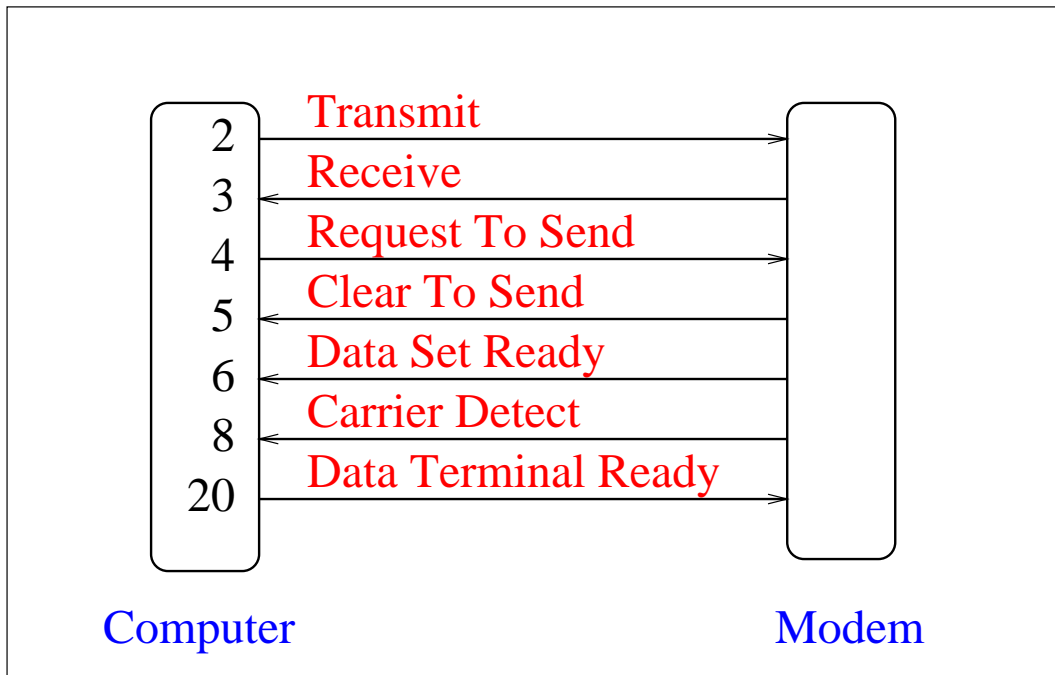 2 Transmit
3 Receive
4 Request To Send
5 Clear To Send
6 Data Set Ready
8 Carrier Detect
20 Data Terminal Ready
Computer Modem